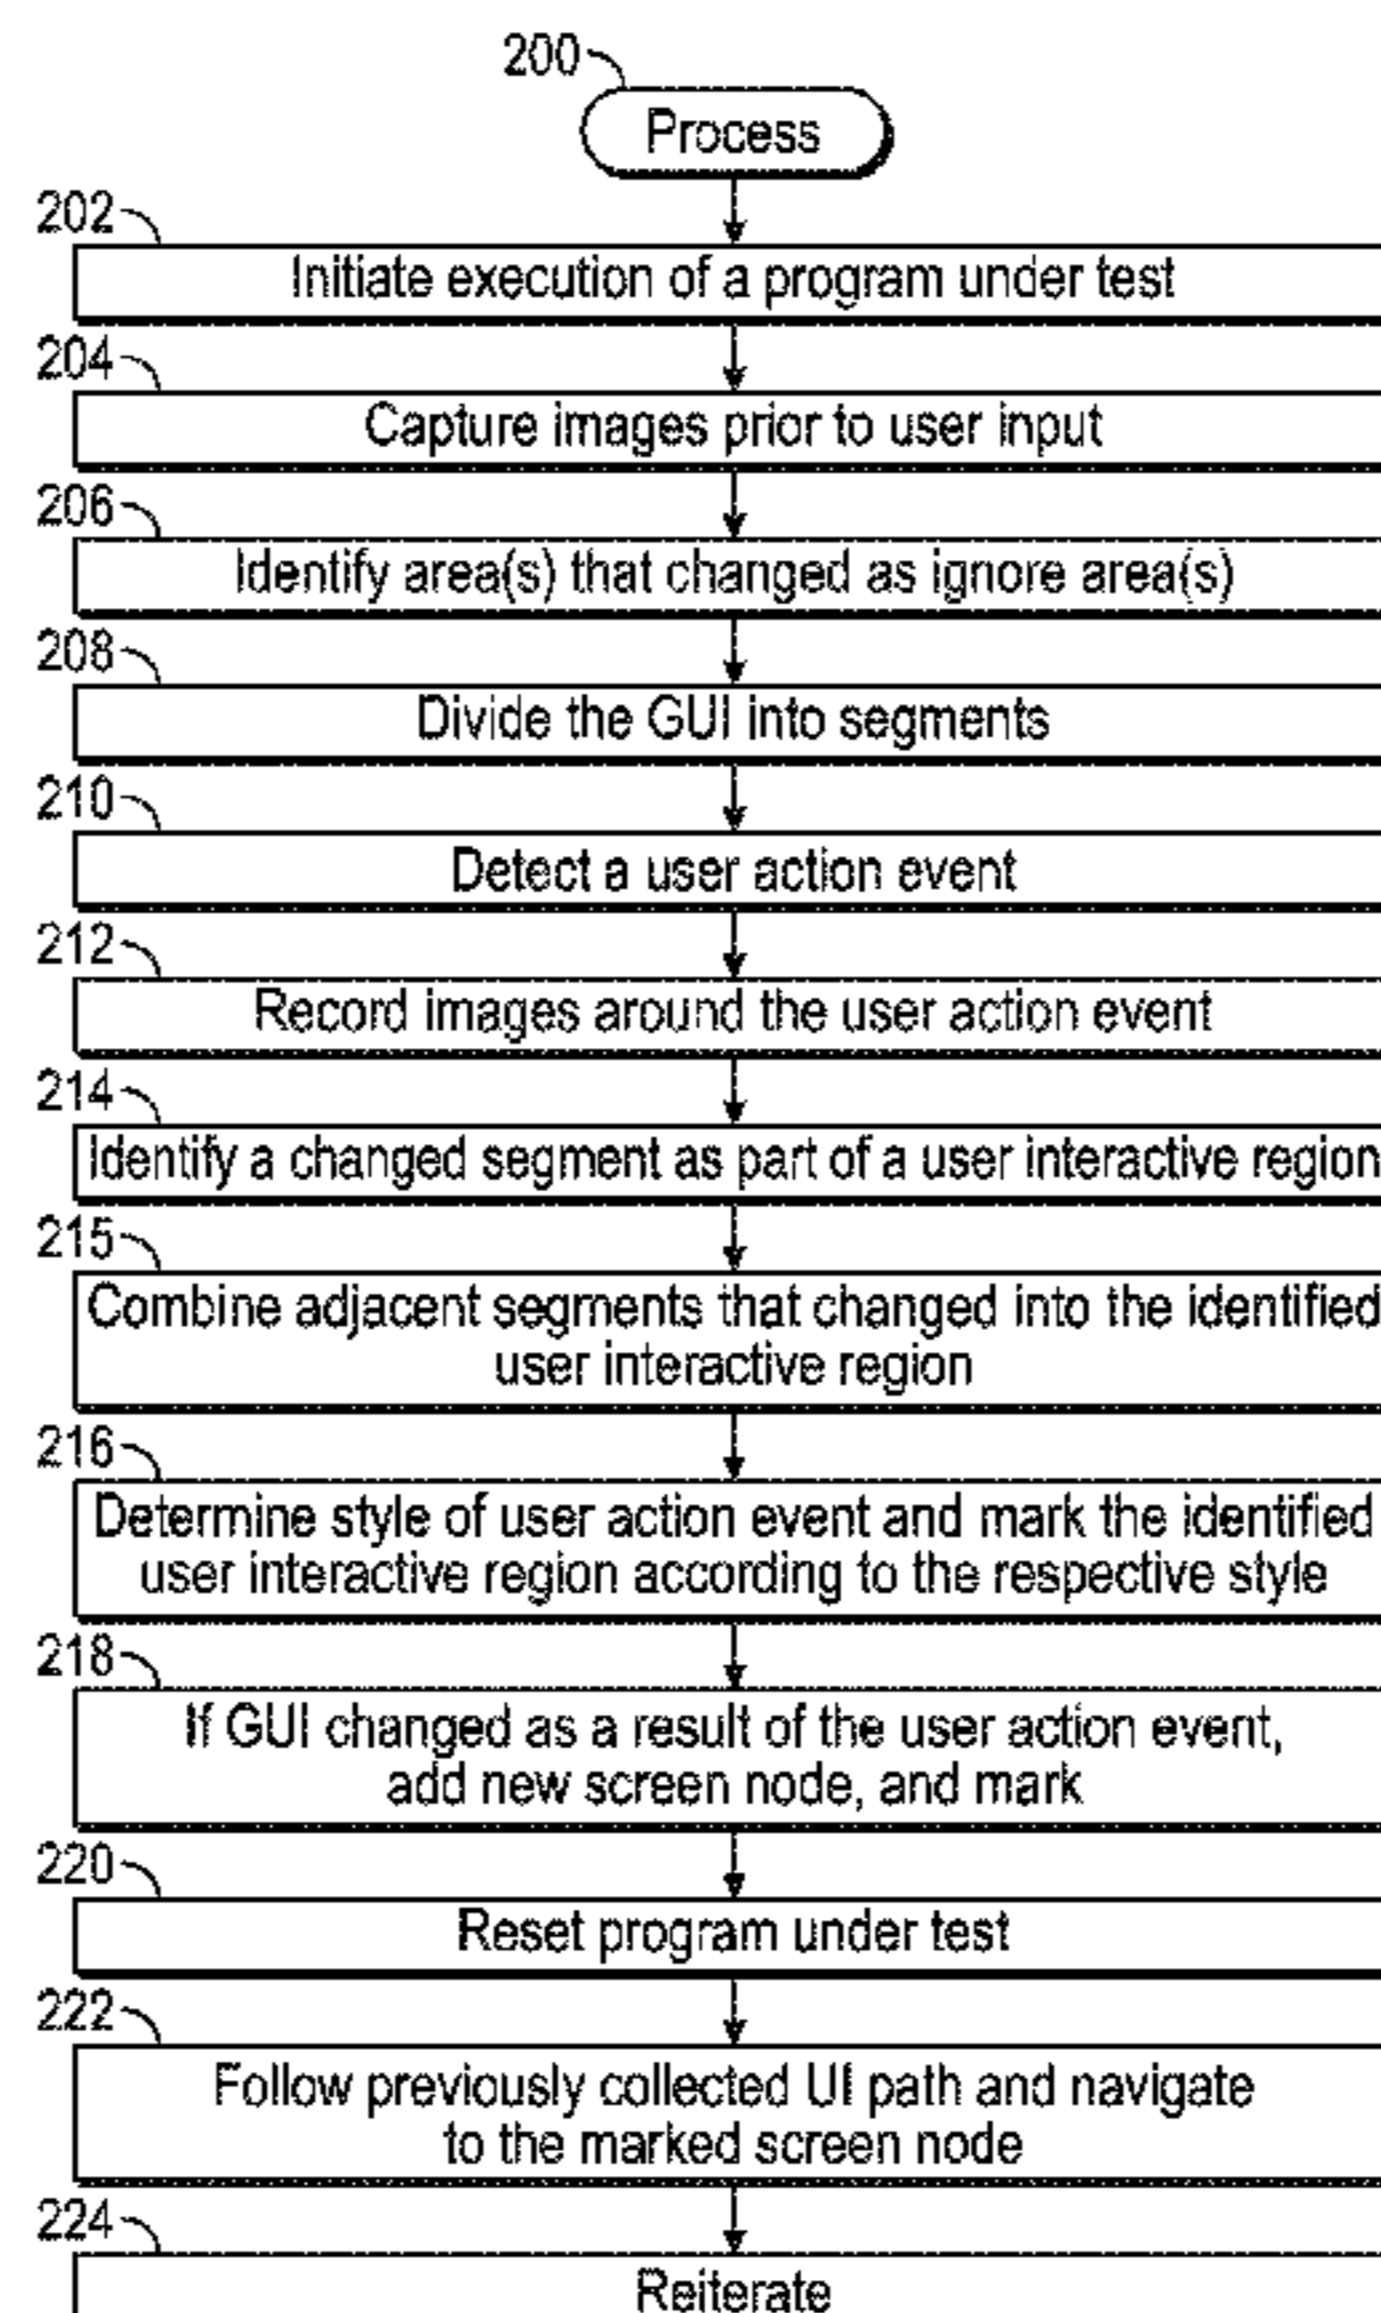 200
Process
202
Initiate execution of a program under test
204
Capture images prior to user input
206
Identify area(s) that changed as ignore area(s)
208
Divide the GUI into segments
210
Detect a user action event
212
Record images around the user action event
214
Identify a changed segment as part of a user interactive region
215
Combine adjacent segments that changed into the identified
user interactive region
216
Determine style of user action event and mark the identified
user interactive region according to the respective style
218
If GUI changed as a result of the user action event,
add new screen node, and mark
220
Reset program under test
222
Follow previously collected UI path and navigate
to the marked screen node
224
Reiterate